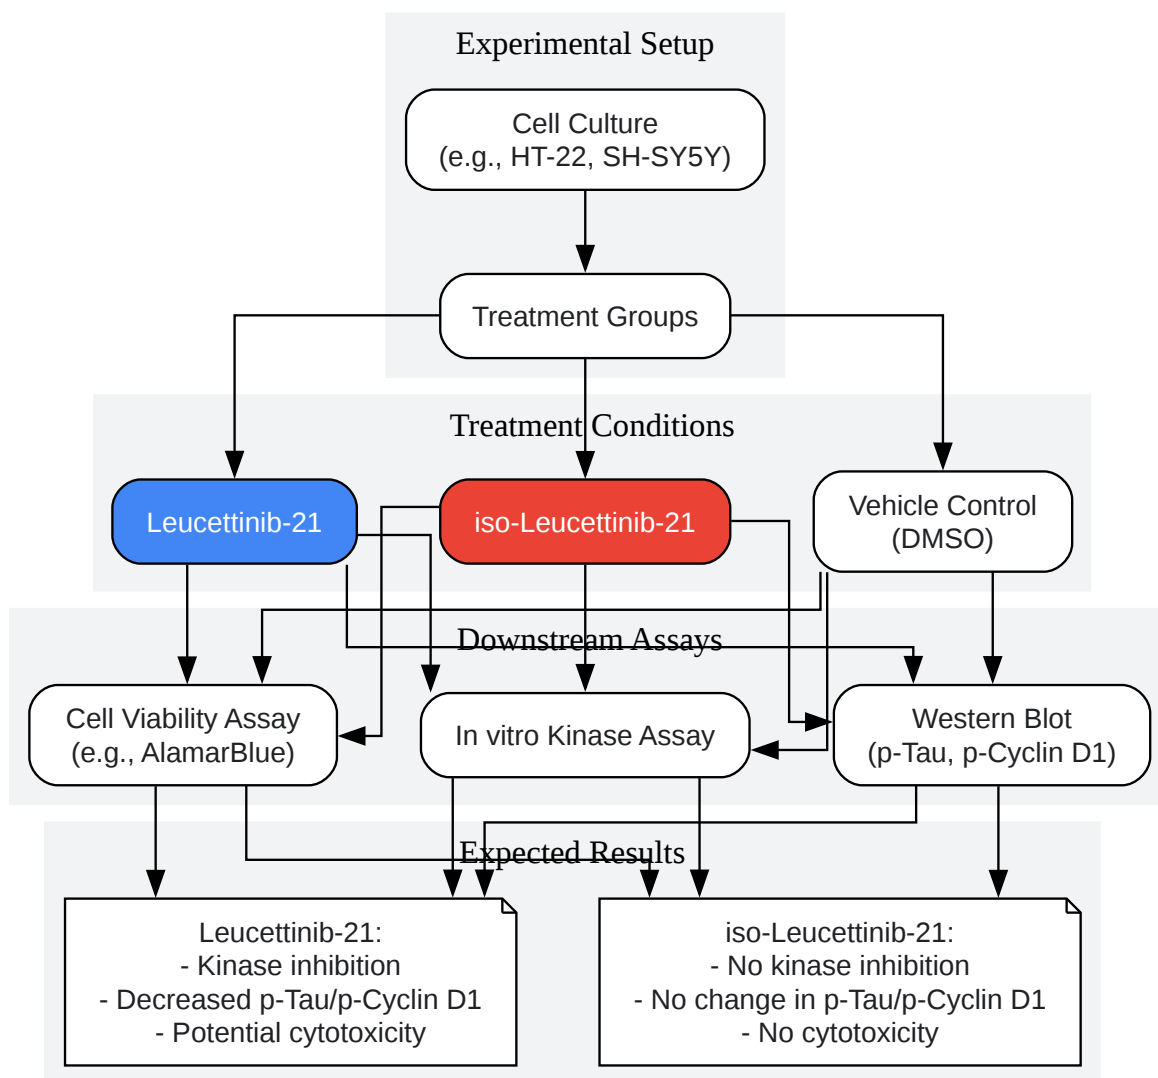 Experimental Setup
Cell Culture
(e.g., HT-22, SH-SY5Y)
Treatment Groups
Treatment Conditions
Leucettinib-21
iso-Leucettinib-21
Vehicle Control
(DMSO)
Downstream Assays
Cell Viability Assay
(e.g., AlamarBlue)
In vitro Kinase Assay
Western Blot
(p-Tau, p-Cyclin D1)
Expected Results
Leucettinib-21:
- Kinase inhibition
- Decreased p-Tau/p-Cyclin D1
- Potential cytotoxicity
iso-Leucettinib-21:
- No kinase inhibition
- No change in p-Tau/p-Cyclin D1
- No cytotoxicity